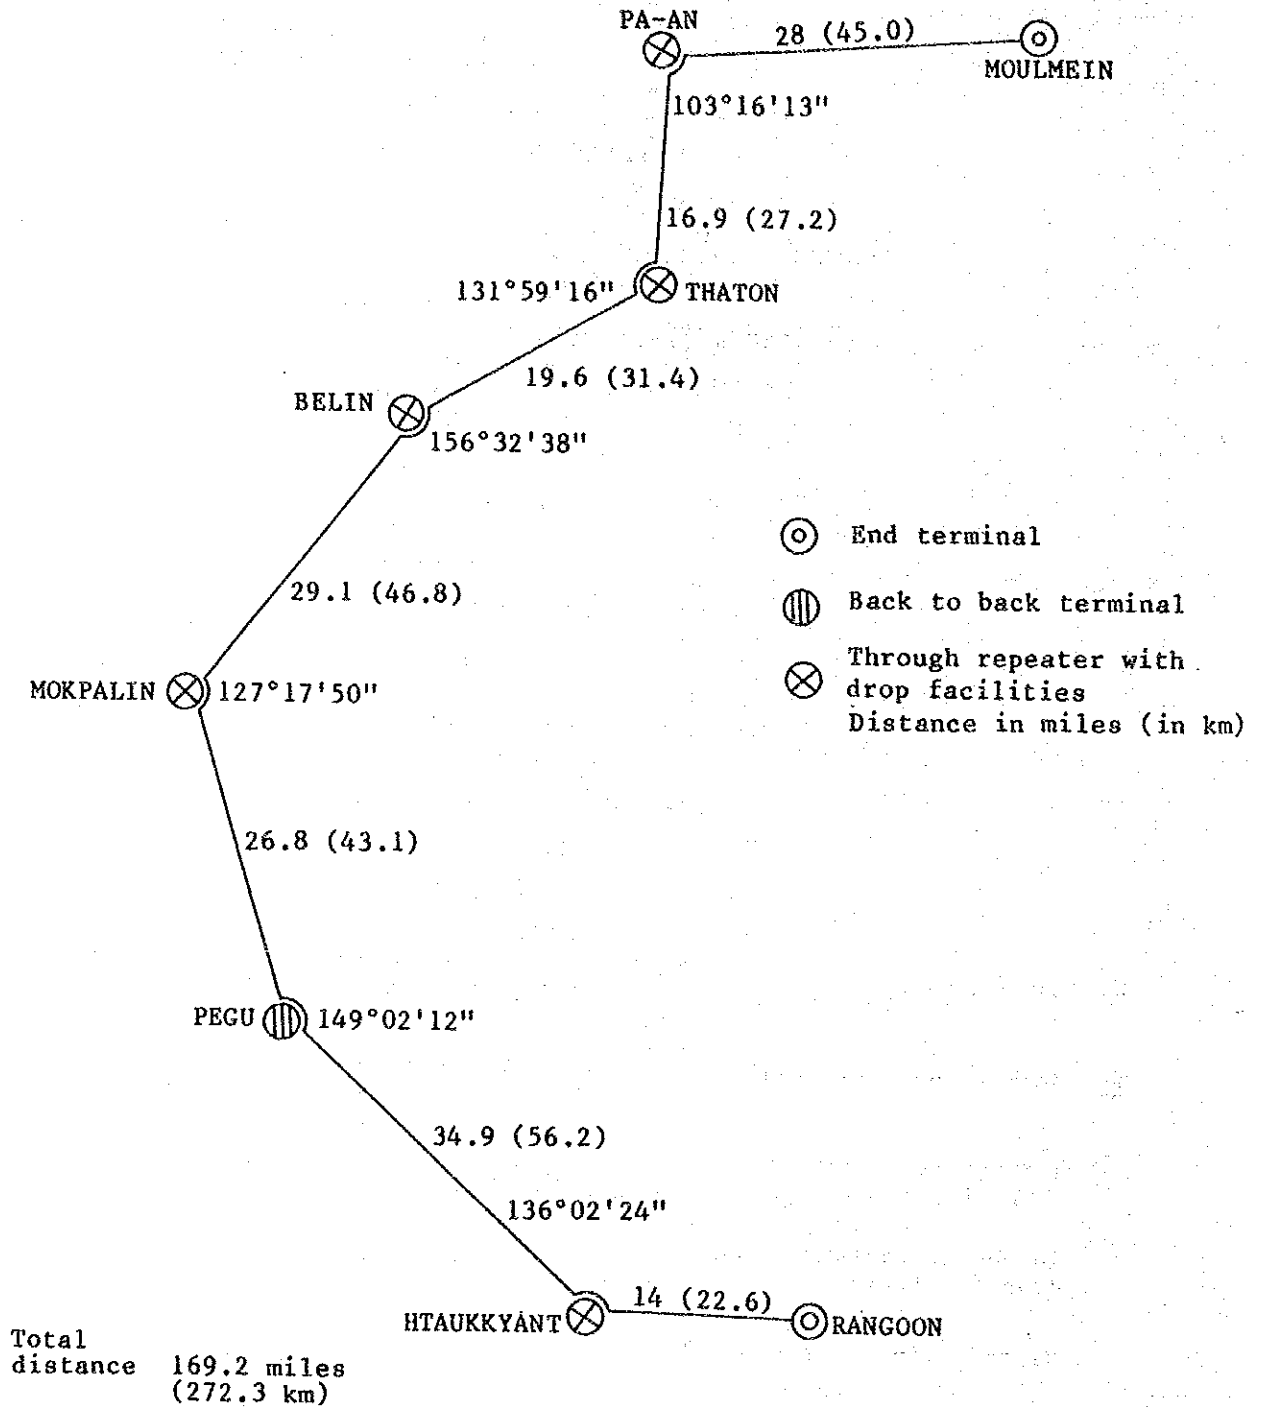 PA-AN
28 (45.0)
MOULMEIN
103°16'13"
16.9 (27.2)
131°59'16"
THATON
19.6 (31.4)
BELIN
156°32'38"
End terminal
29.1 (46.8)
Back to back terminal
Through repeater with
drop facilities
Distance in miles (in km)
MOKPALIN
127°17'50"
26.8 (43.1)
PEGU
149°02'12"
34.9 (56.2)
136°02'24"
14 (22.6)
HTAUKKYANT
RANGOON
Total
distance 169.2 miles
(272.3 km)